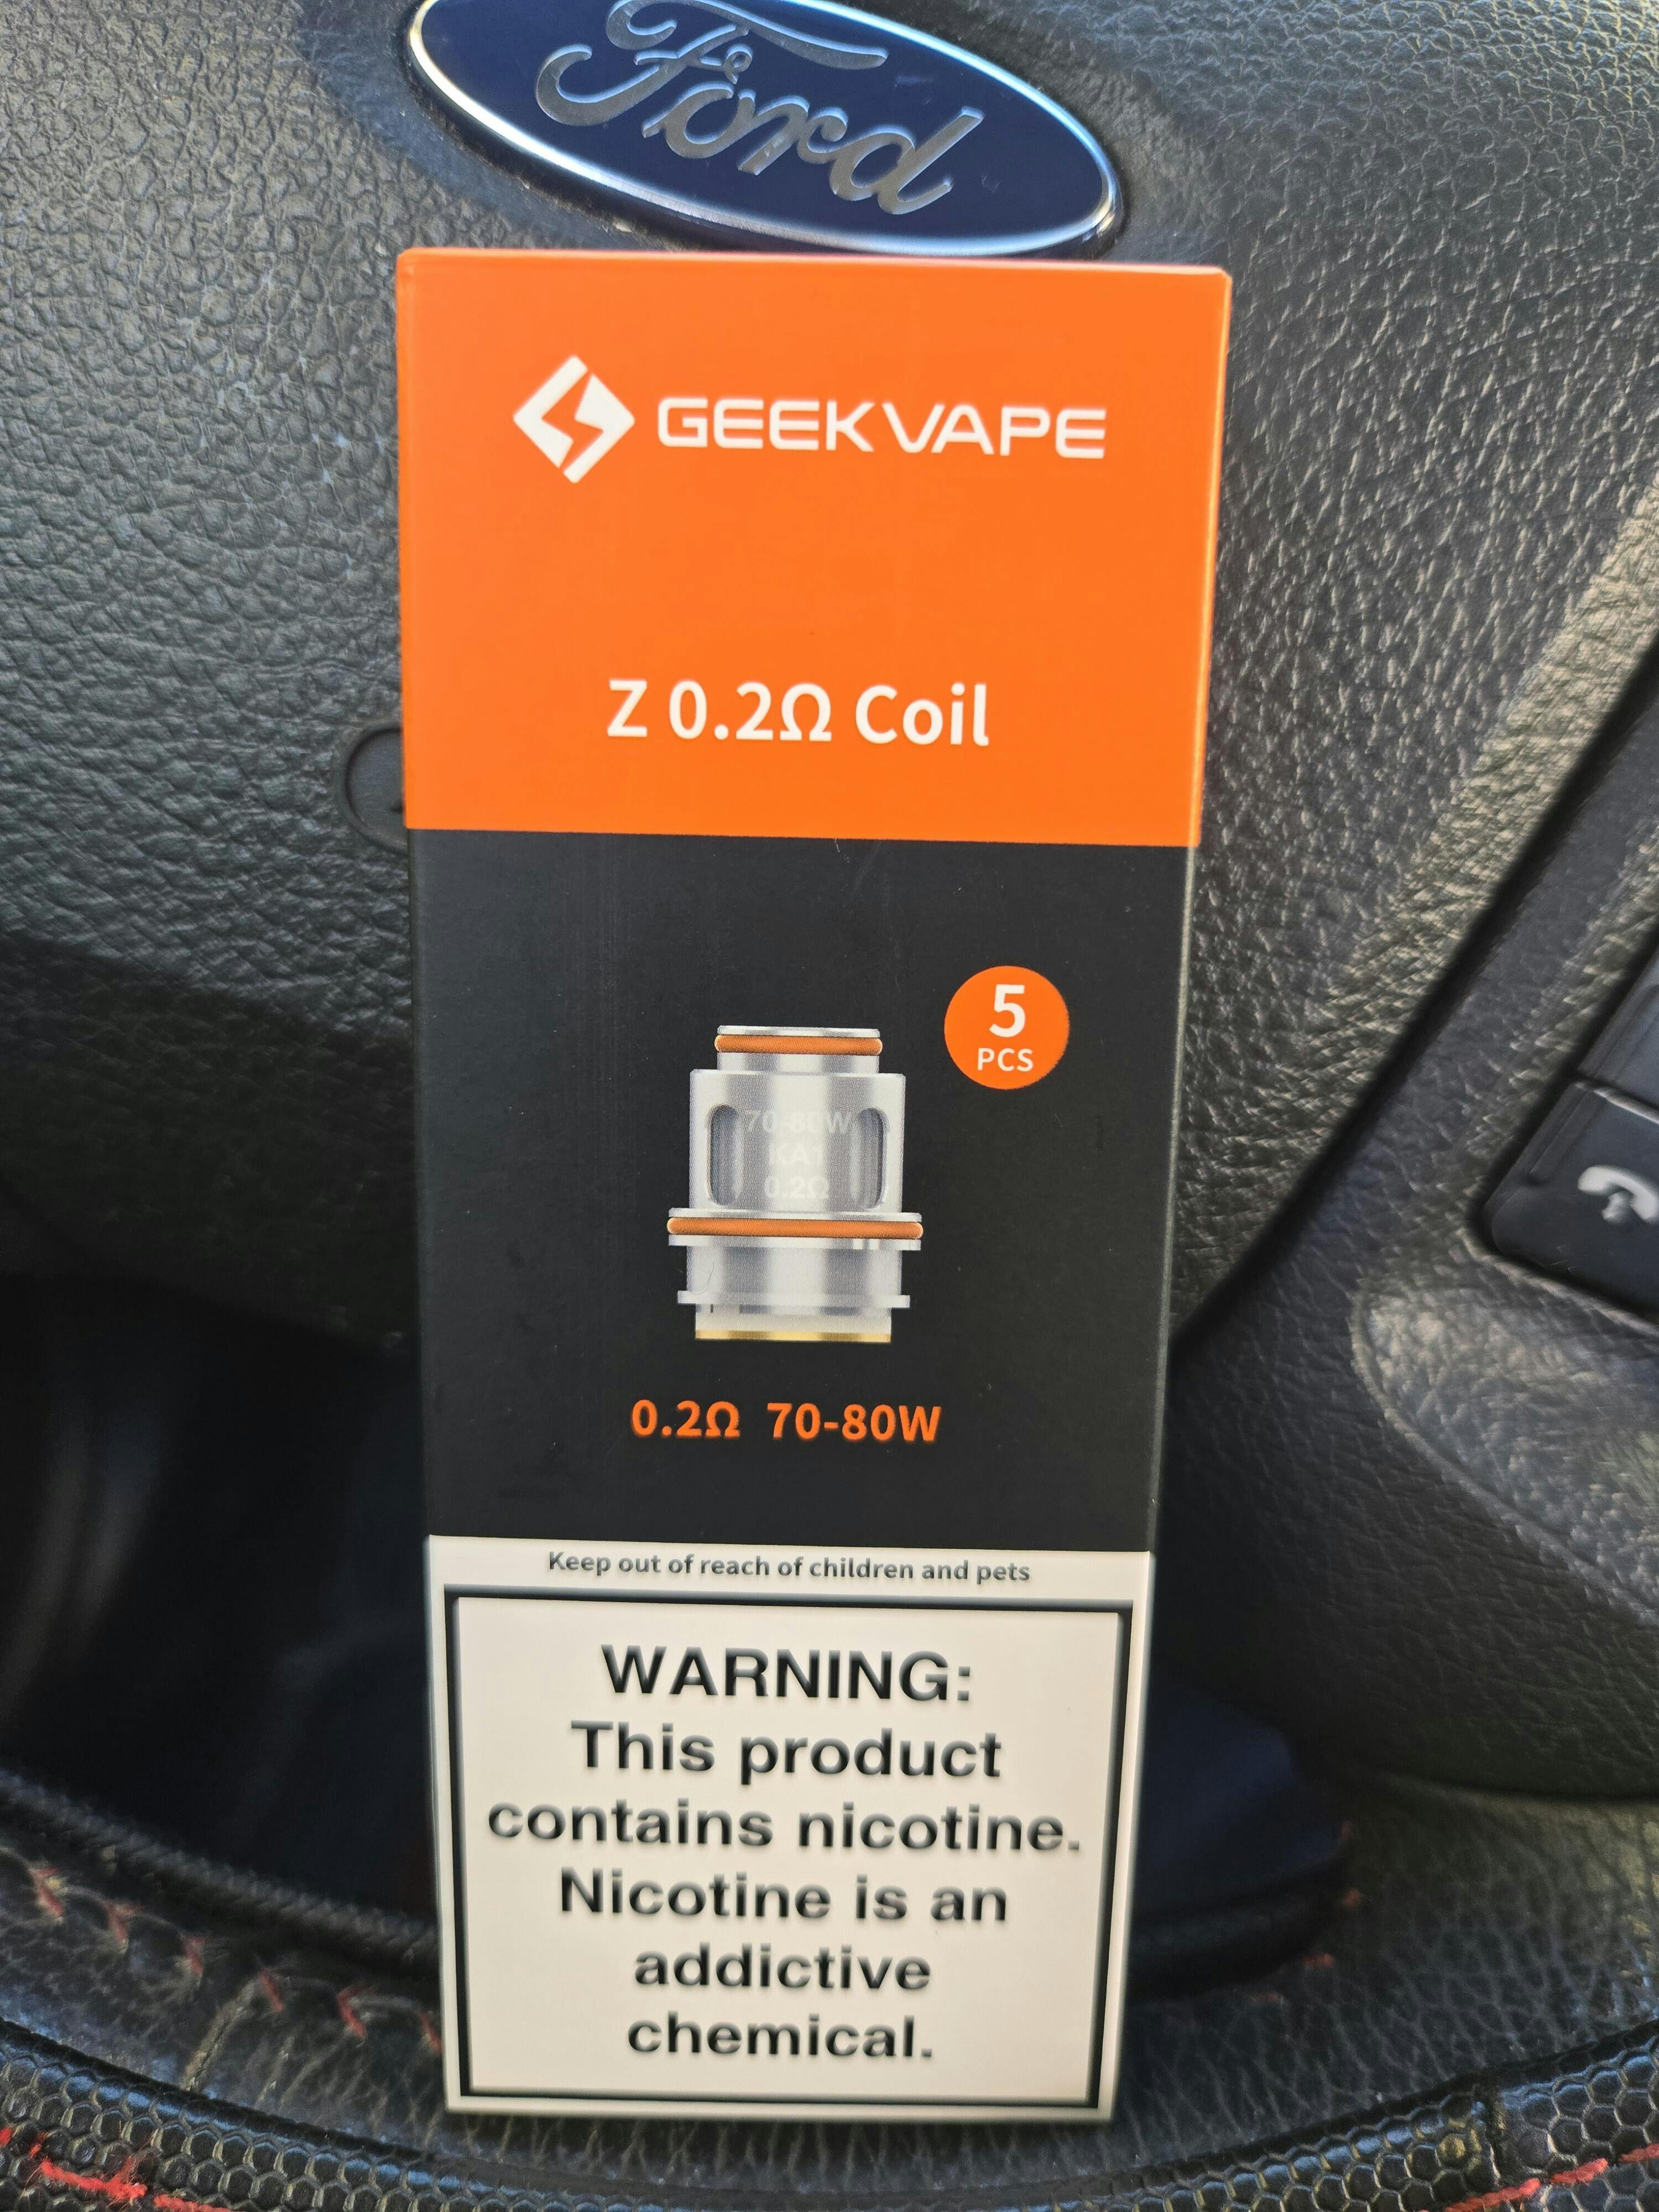 Ford
GEEKVAPE
Z 0.2Ω Coil
5
PCS
70-80W
KA1
0.2Ω
0.2Ω 70-80W
Keep out of reach of children and pets
WARNING:
This product
contains nicotine.
Nicotine is an
addictive
chemical.